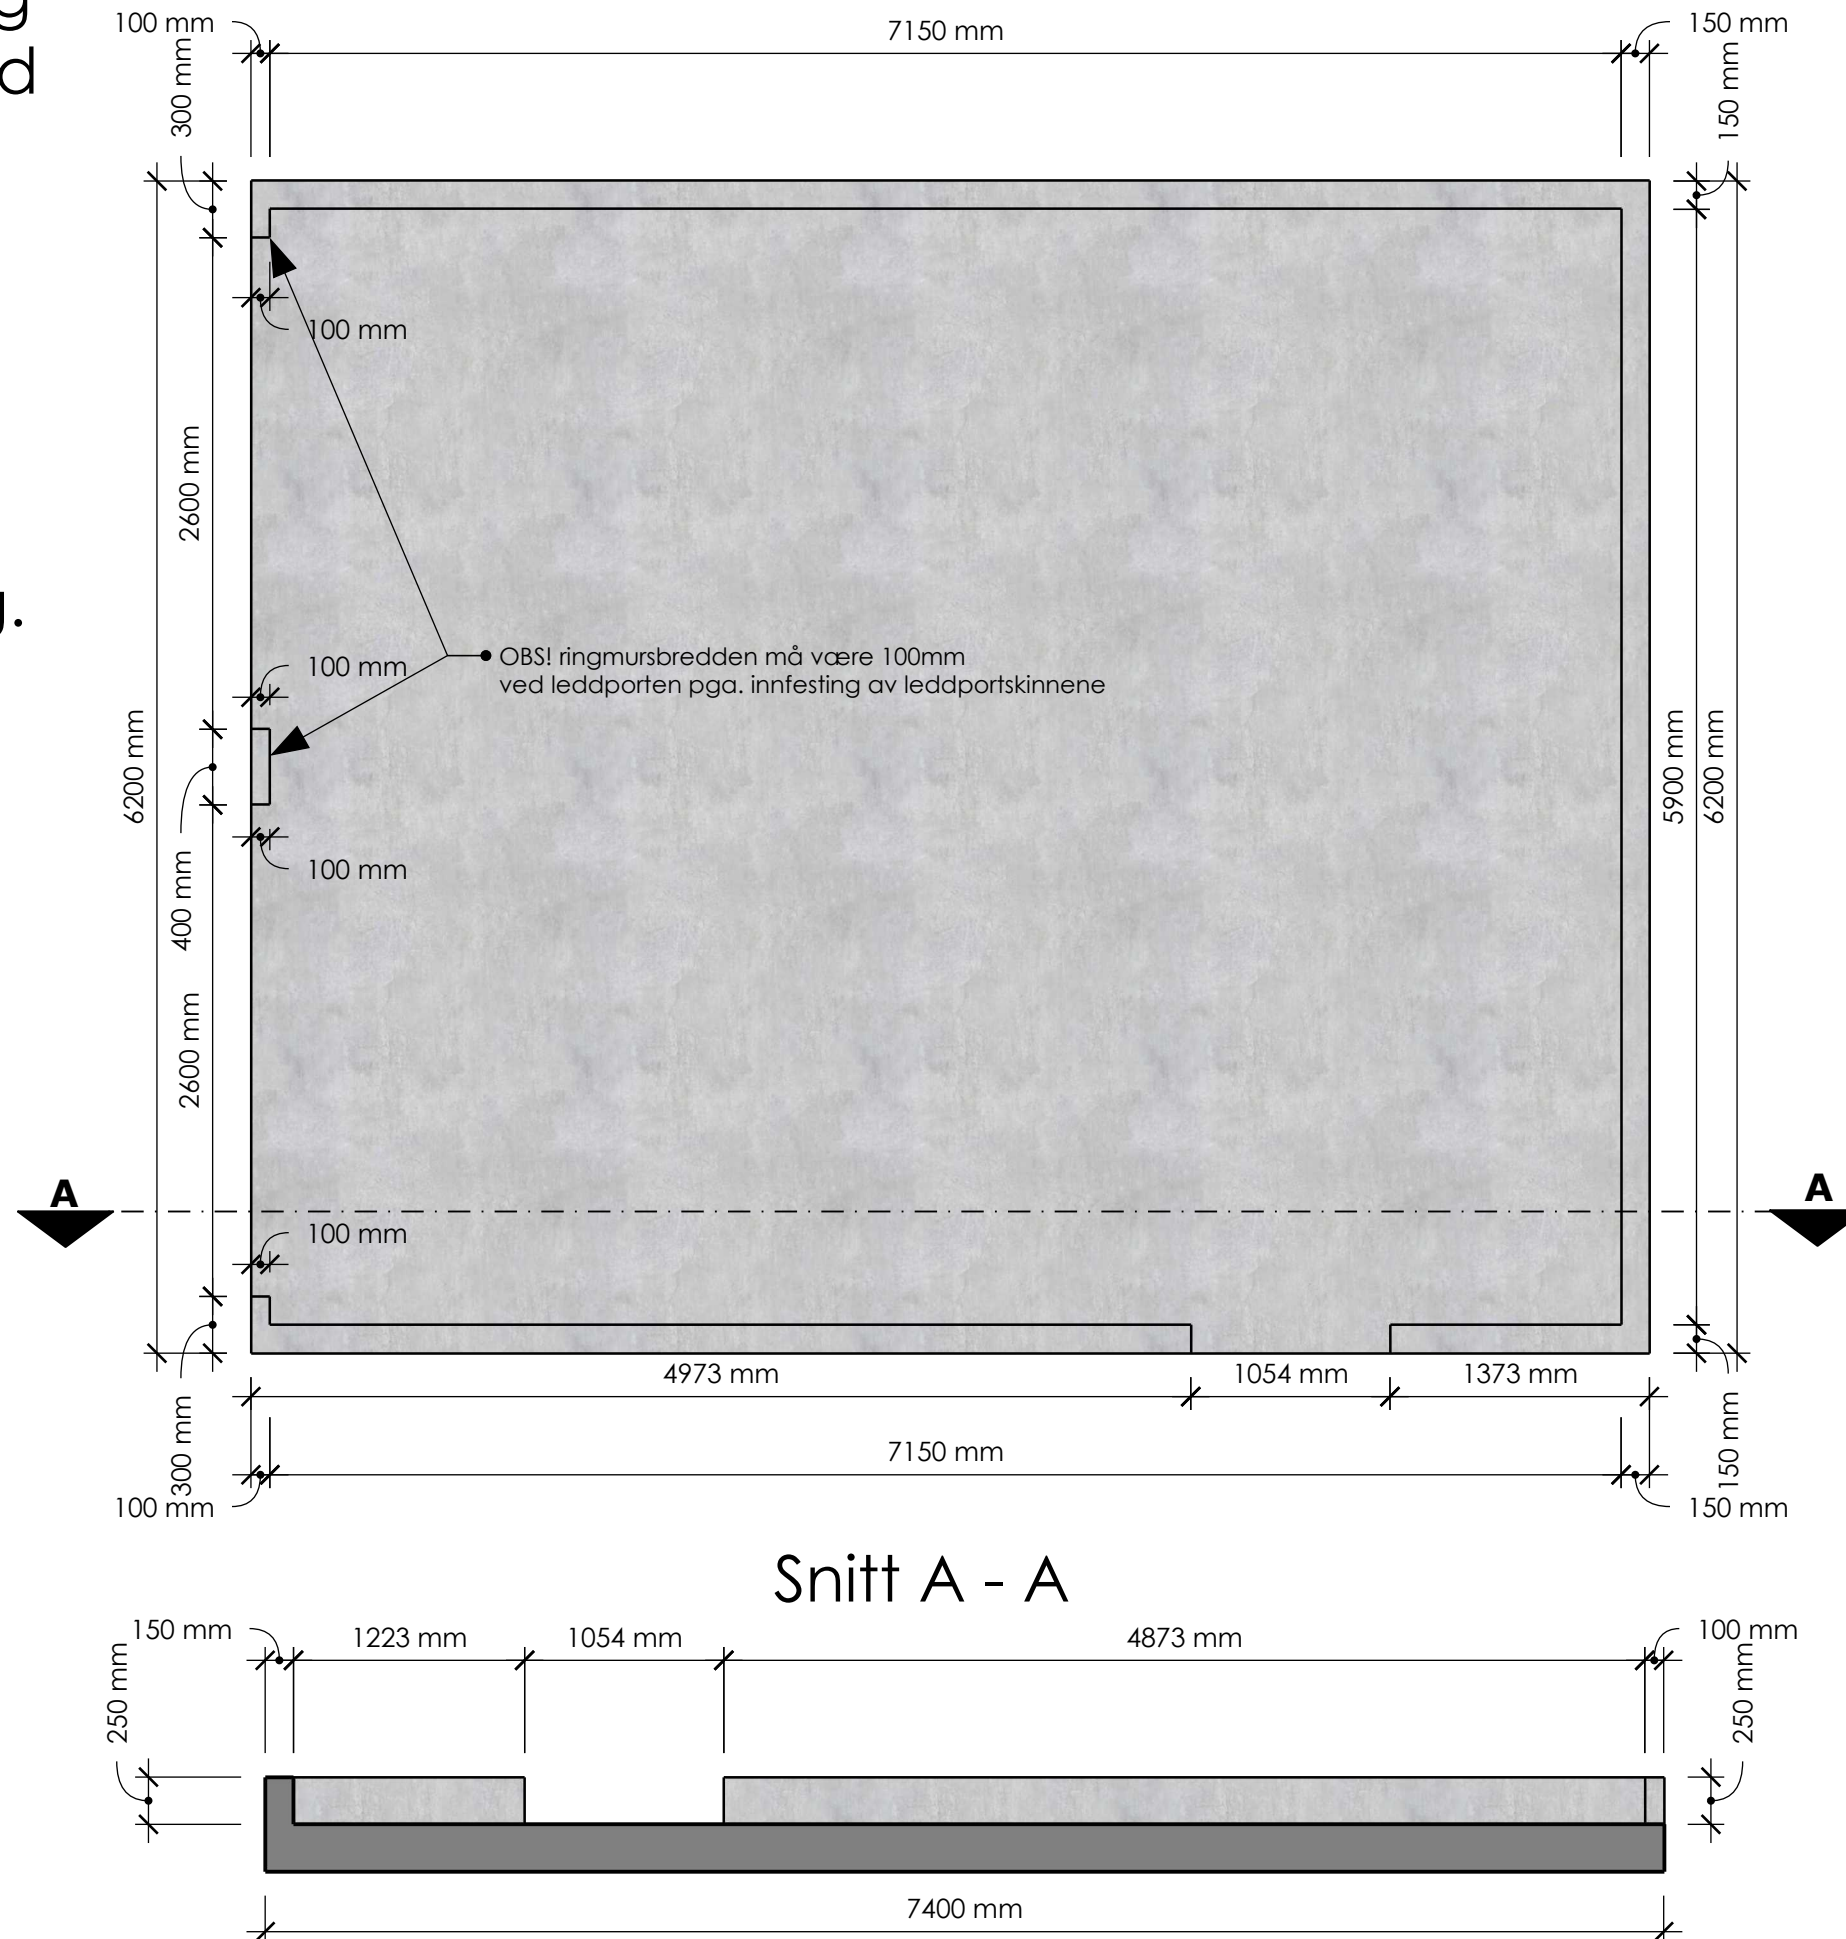 g
d
g.
100 mm
7150 mm
150 mm
300 mm
150 mm
100 mm
2600 mm
100 mm
OBS! ringmursbredden må være 100mm
ved leddporten pga. innfesting av leddportskinnene
6200 mm
5900 mm
6200 mm
400 mm
100 mm
2600 mm
A
A
100 mm
4973 mm
1054 mm
1373 mm
300 mm
7150 mm
150 mm
100 mm
150 mm
Snitt A - A
150 mm
1223 mm
1054 mm
4873 mm
100 mm
250 mm
250 mm
7400 mm